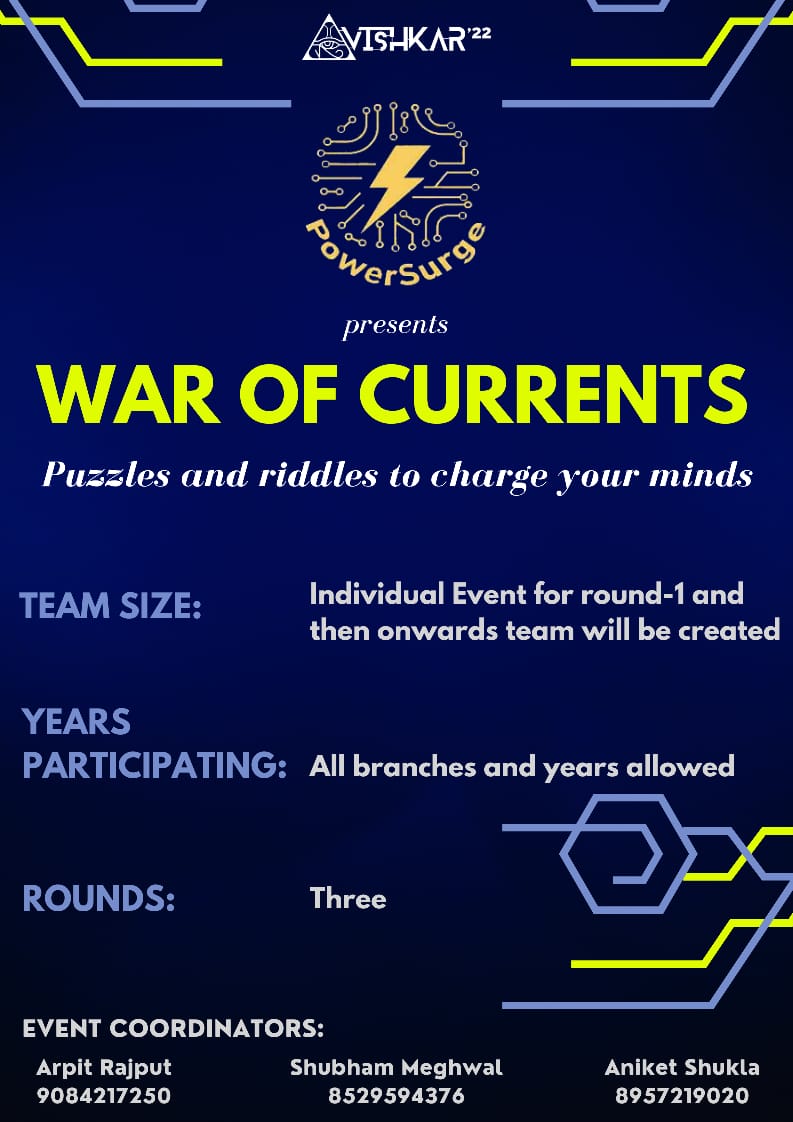 AVISHKAR'22
PowerSurge
presents
WAR OF CURRENTS
Puzzles and riddles to charge your minds
TEAM SIZE:
Individual Event for round-1 and
then onwards team will be created
YEARS
PARTICIPATING:
All branches and years allowed
ROUNDS:
Three
EVENT COORDINATORS:
Arpit Rajput
9084217250
Shubham Meghwal
8529594376
Aniket Shukla
8957219020